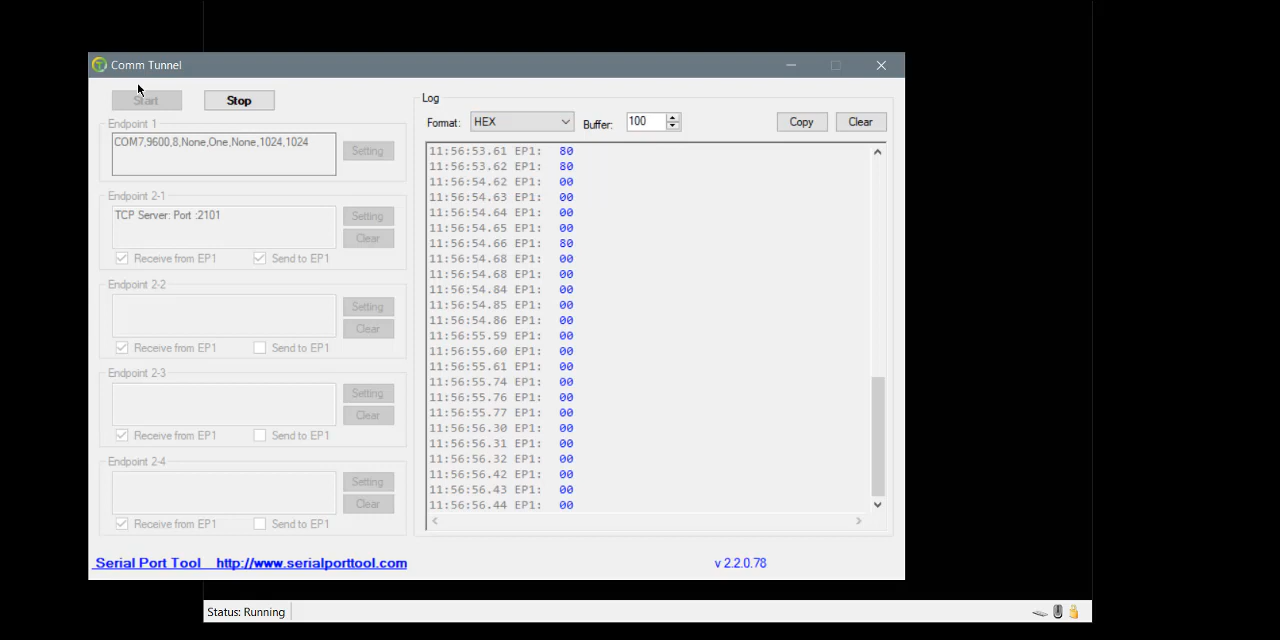 Comm Tunnel
Start Stop
Endpoint 1
COM7,9600,8,None,One,None,1024,1024
Setting
Endpoint 2-1
TCP Server: Port :2101
Setting
Clear
Receive from EP1 Send to EP1
Endpoint 2-2
Setting
Clear
Receive from EP1 Send to EP1
Endpoint 2-3
Setting
Clear
Receive from EP1 Send to EP1
Endpoint 2-4
Setting
Clear
Receive from EP1 Send to EP1
Log
Format: HEX Buffer: 100 Copy Clear
11:56:53.61 EP1: 80
11:56:53.62 EP1: 80
11:56:54.62 EP1: 00
11:56:54.63 EP1: 00
11:56:54.64 EP1: 00
11:56:54.65 EP1: 00
11:56:54.66 EP1: 80
11:56:54.68 EP1: 00
11:56:54.68 EP1: 00
11:56:54.84 EP1: 00
11:56:54.85 EP1: 00
11:56:54.86 EP1: 00
11:56:55.59 EP1: 00
11:56:55.60 EP1: 00
11:56:55.61 EP1: 00
11:56:55.74 EP1: 00
11:56:55.76 EP1: 00
11:56:55.77 EP1: 00
11:56:56.30 EP1: 00
11:56:56.31 EP1: 00
11:56:56.32 EP1: 00
11:56:56.42 EP1: 00
11:56:56.43 EP1: 00
11:56:56.44 EP1: 00
Serial Port Tool http://www.serialporttool.com
v 2.2.0.78
Status: Running